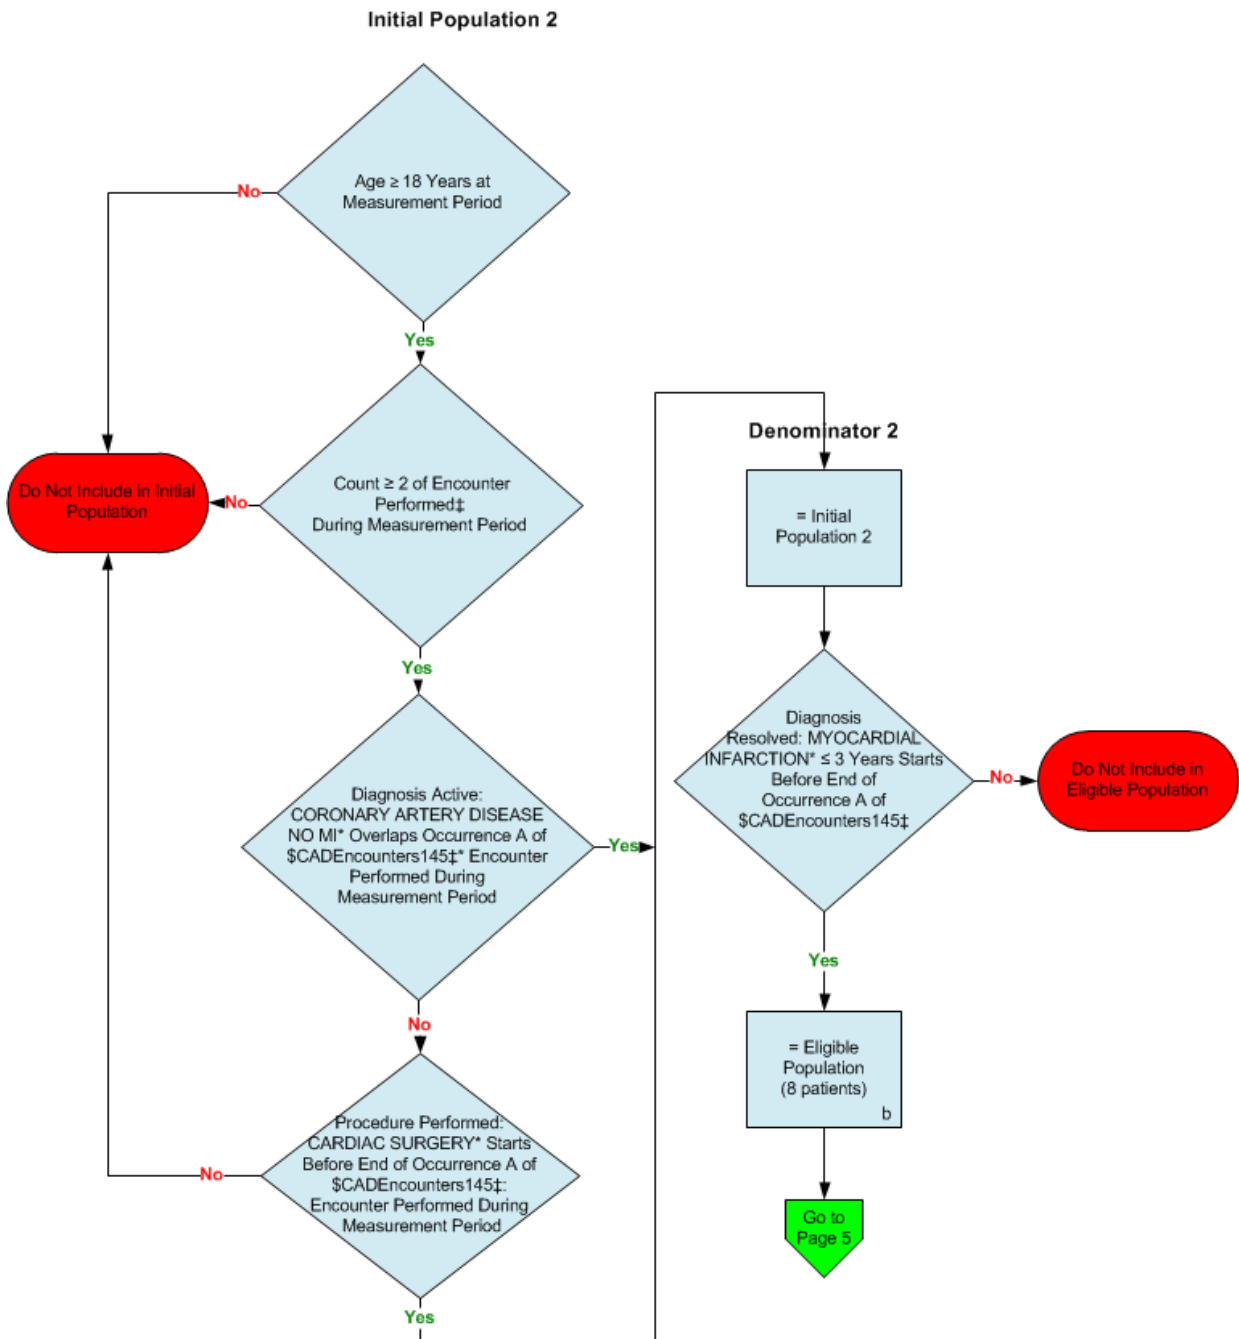 Initial Population 2
Age ≥ 18 Years at
Measurement Period
No
Yes
Do Not Include in Initial
Population
No
Count ≥ 2 of Encounter
Performed‡
During Measurement Period
Yes
Diagnosis Active:
CORONARY ARTERY DISEASE
NO MI* Overlaps Occurrence A of
$CADEncounters145‡* Encounter
Performed During
Measurement Period
Yes
No
Procedure Performed:
CARDIAC SURGERY* Starts
Before End of Occurrence A of
$CADEncounters145‡:
Encounter Performed During
Measurement Period
No
Yes
Denominator 2
= Initial
Population 2
Diagnosis
Resolved: MYOCARDIAL
INFARCTION* ≤ 3 Years Starts
Before End of
Occurrence A of
$CADEncounters145‡
No
Do Not Include in
Eligible Population
Yes
= Eligible
Population
(8 patients)
b
Go to
Page 5